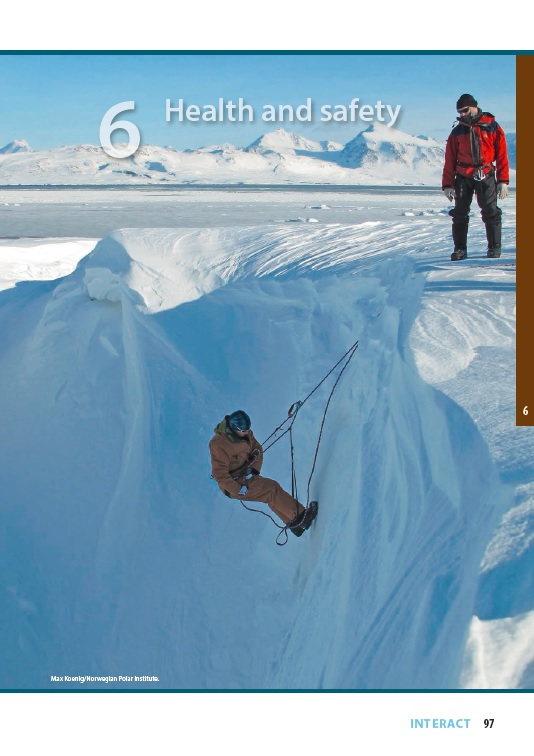 6 Health and safety
6
Max Koenig/Norwegian Polar Institute.
INTERACT 97